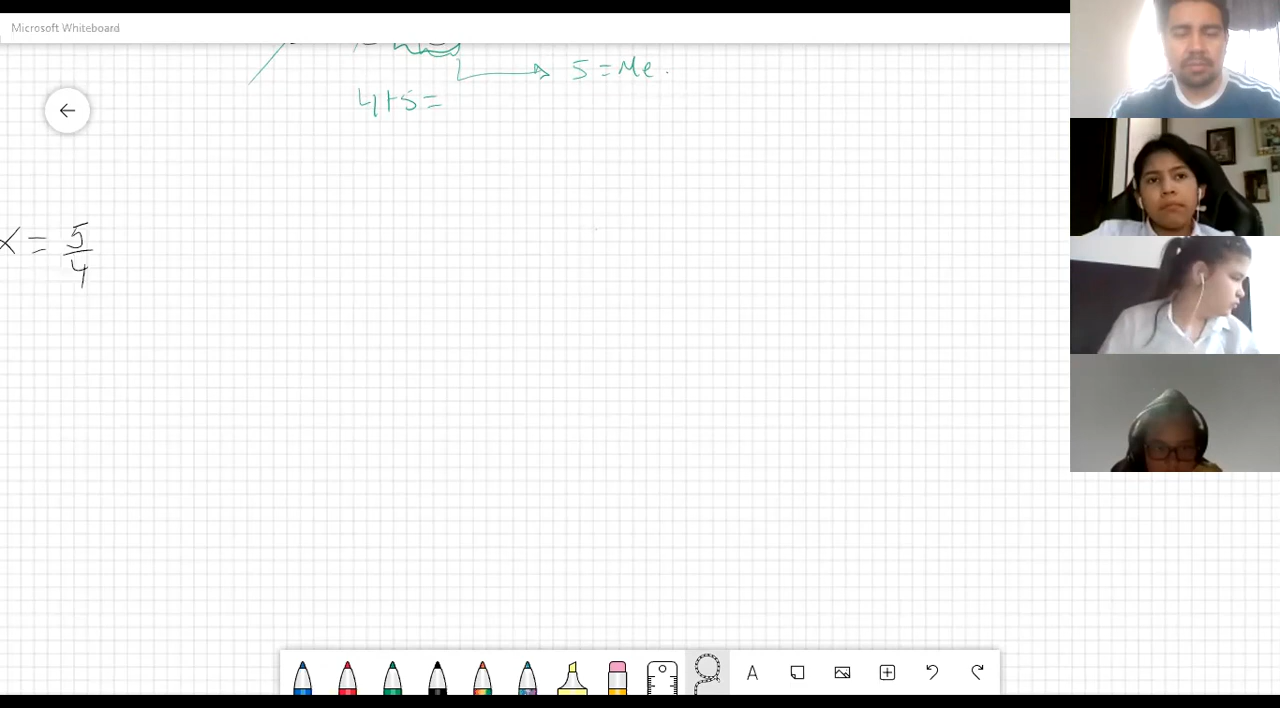 Microsoft Whiteboard
5 = Me.
4+5=
x = 5/4
A